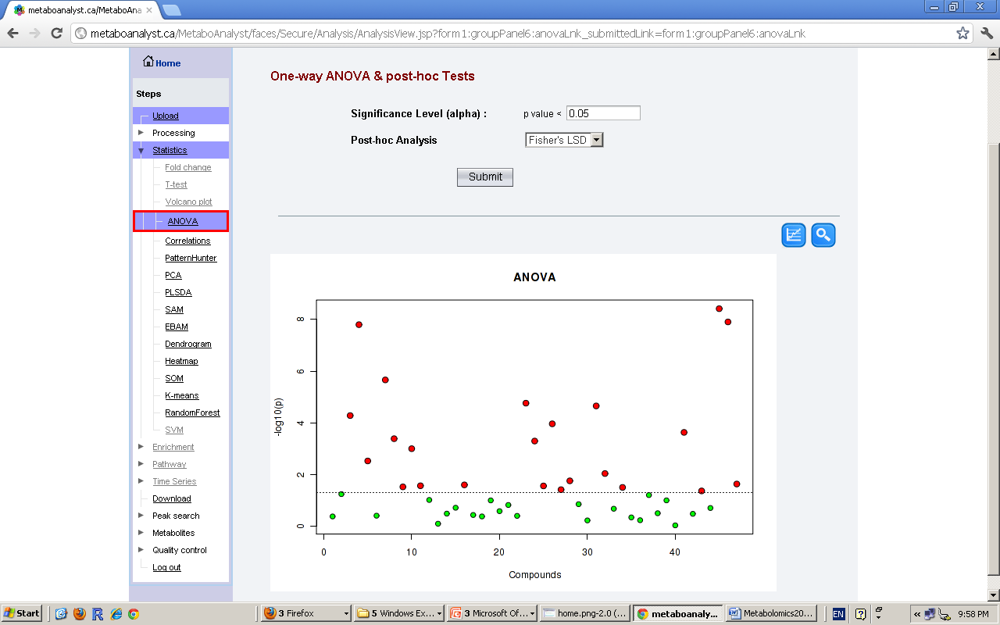 metaboanalyst.ca/MetaboAna
metaboanalyst.ca/MetaboAnalyst/faces/Secure/Analysis/AnalysisView.jsp?form1:groupPanel6:anovaLnk_submittedLink=form1:groupPanel6:anovaLnk
Home
Steps
Upload
Processing
Statistics
Fold change
T-test
Volcano plot
ANOVA
Correlations
PatternHunter
PCA
PLSDA
SAM
EBAM
Dendrogram
Heatmap
SOM
K-means
RandomForest
SVM
Enrichment
Pathway
Time Series
Download
Peak search
Metabolites
Quality control
Log out
One-way ANOVA & post-hoc Tests
Significance Level (alpha) : p value < 0.05
Post-hoc Analysis Fisher's LSD
Submit
ANOVA
8
6
4
2
0
-log10(p)
0 10 20 30 40
Compounds
Start 3 Firefox 5 Windows Ex... 3 Microsoft Of... home.png-2.0 (... metaboanaly... Metabolomics20... EN « 9:58 PM